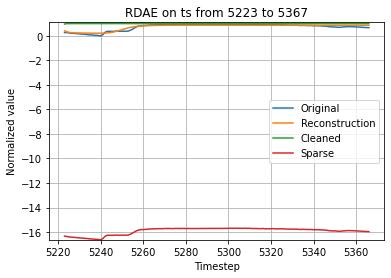 RDAE on ts from 5223 to 5367
Normalized value
0
−2
−4
−6
−8
−10
−12
−14
−16
Original
Reconstruction
Cleaned
Sparse
5220 5240 5260 5280 5300 5320 5340 5360
Timestep